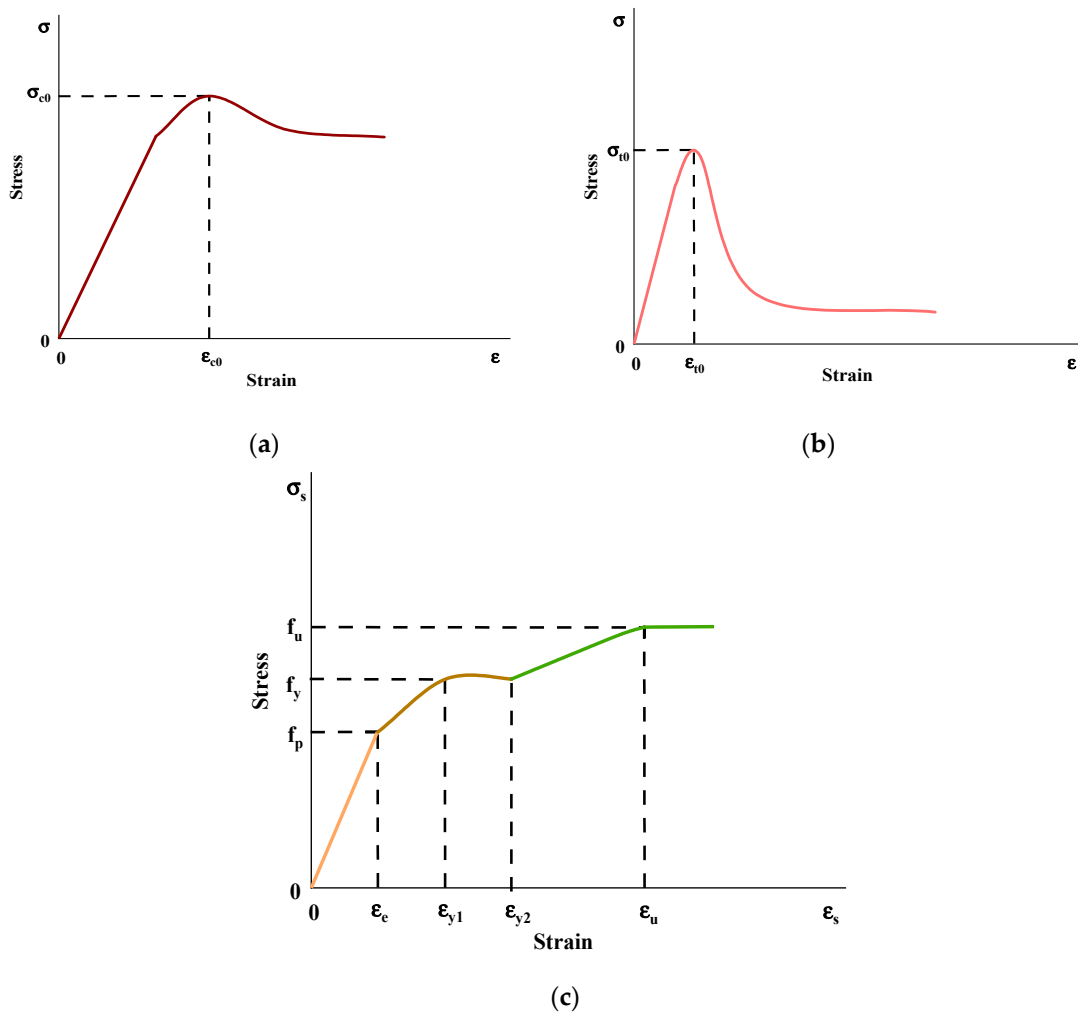 σ
σc0
Stress
0
0
εc0
ε
Strain
(a)
σ
σt0
Stress
0
0
εt0
ε
Strain
(b)
σs
fu
Stress
fy
fp
0
0
εe
εy1
εy2
εu
εs
Strain
(c)